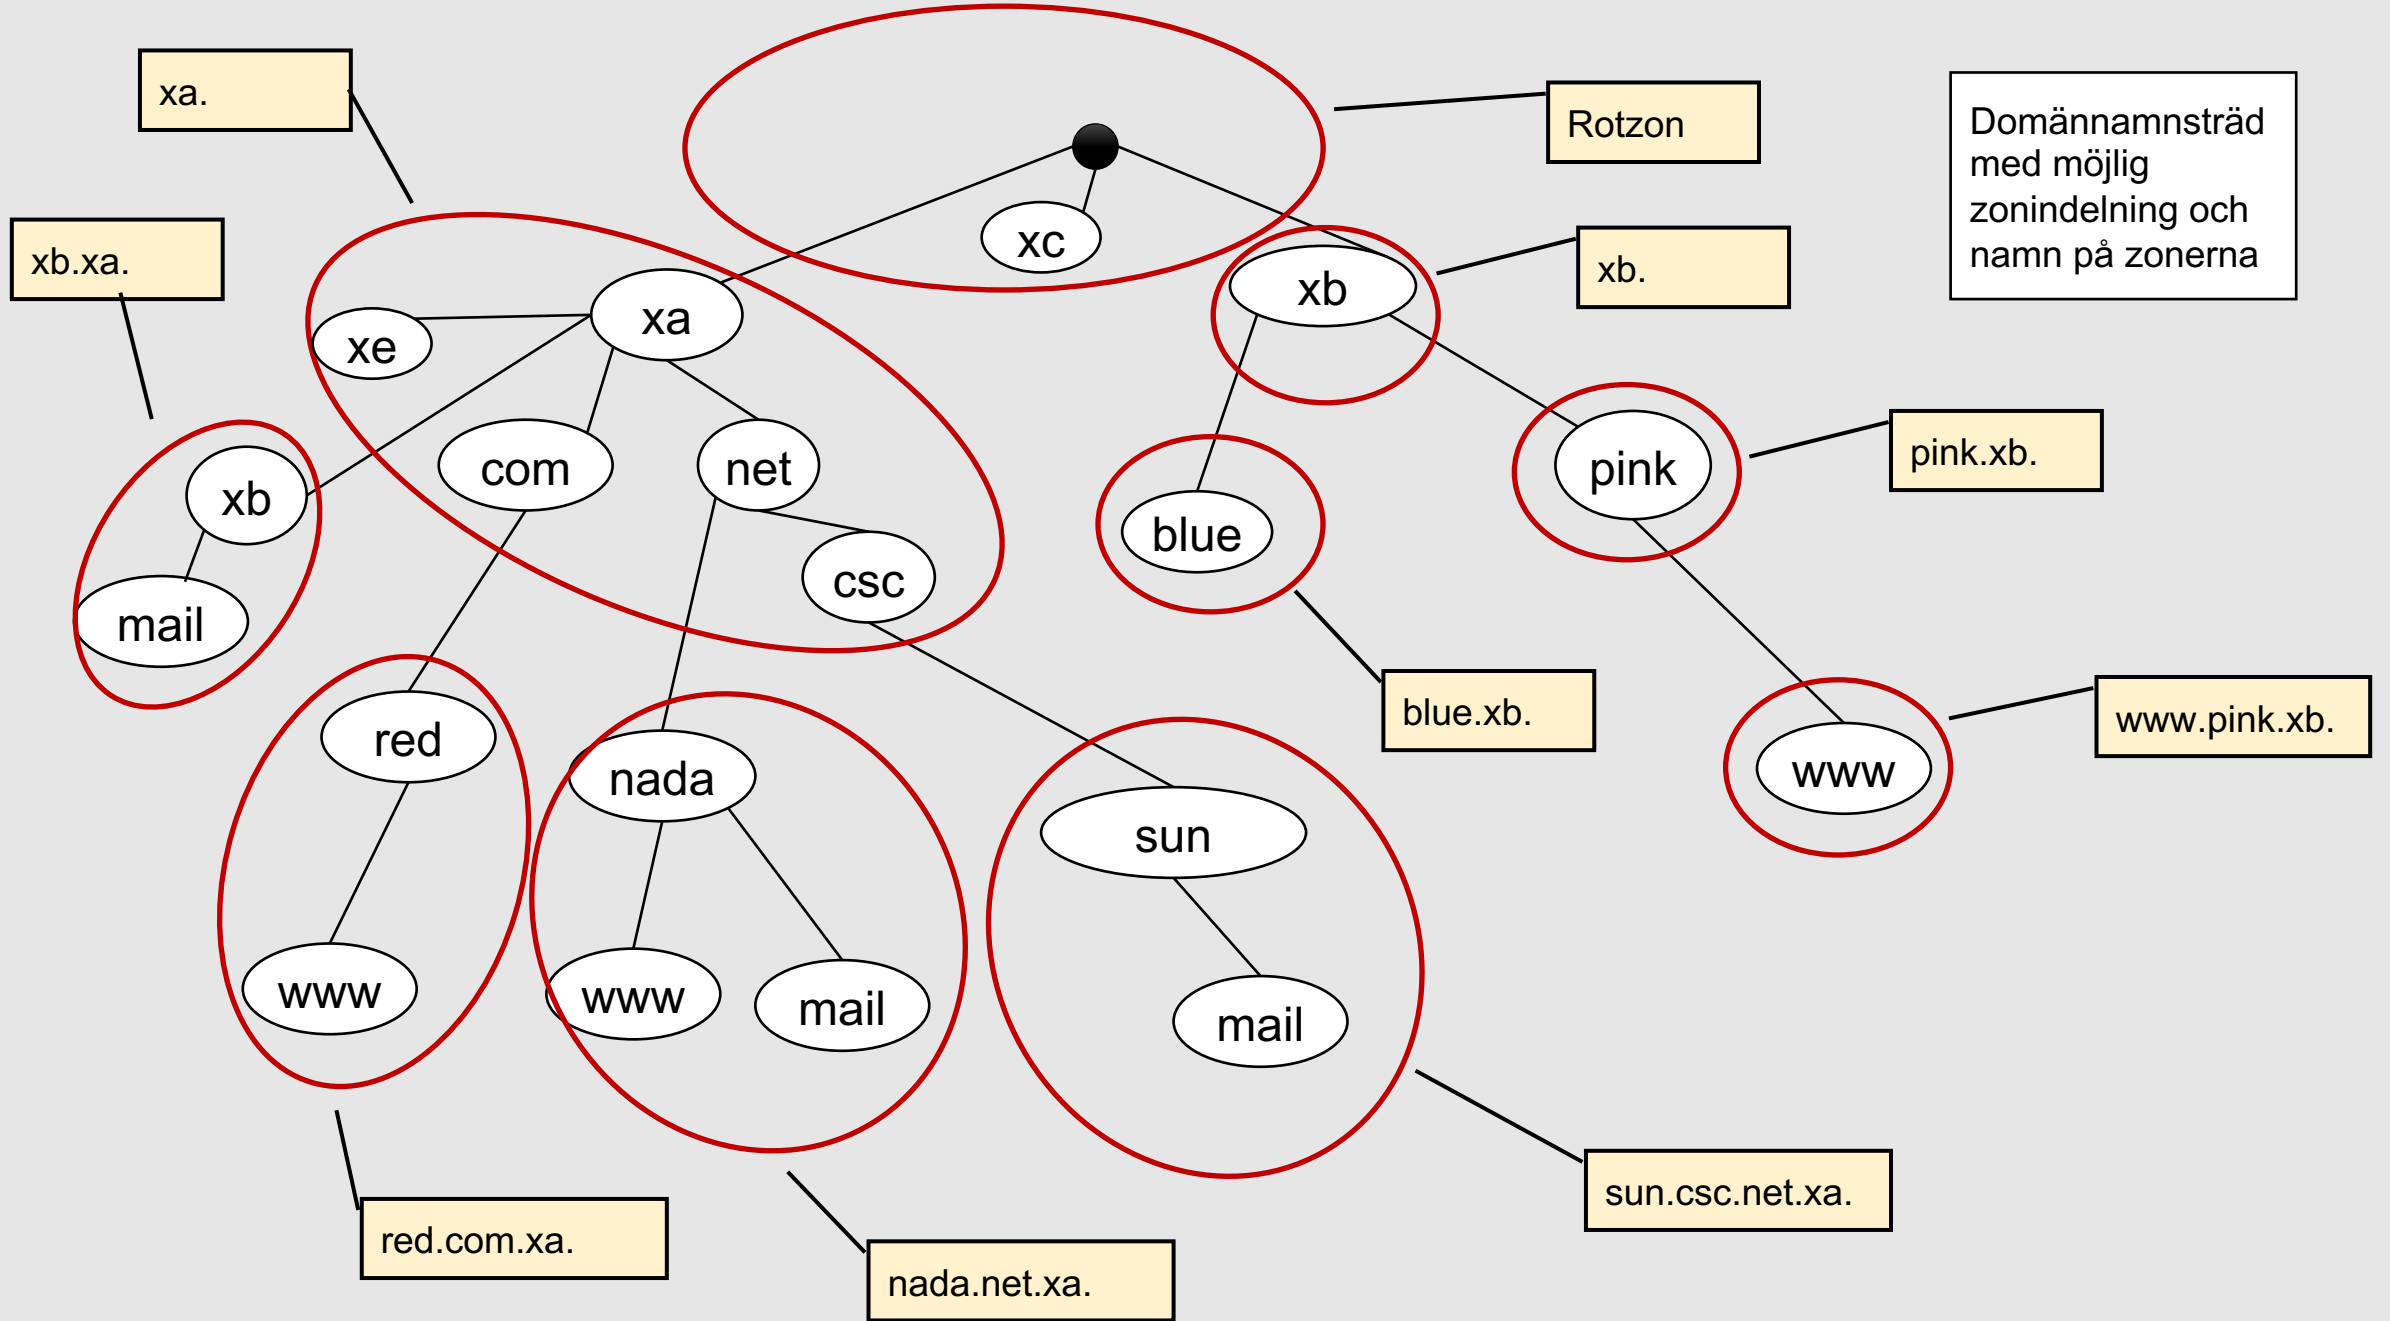 xa.
Rotzon
Domännamnsträd
med möjlig
zonindelning och
namn på zonerna
xb.xa.
xc
xb.
xb
xa
xe
com
net
xb
pink
pink.xb.
blue
csc
mail
blue.xb.
www.pink.xb.
red
nada
www
sun
www
www
mail
mail
sun.csc.net.xa.
red.com.xa.
nada.net.xa.